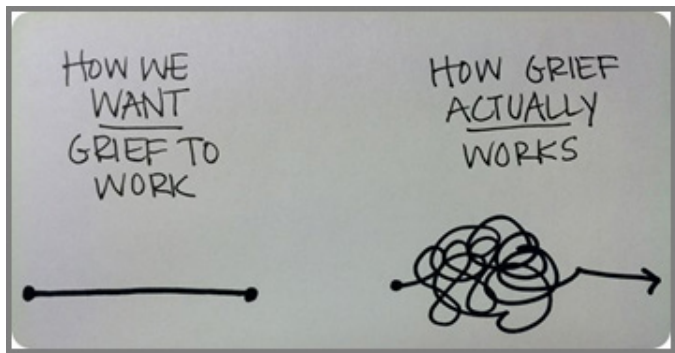 HOW WE
WANT
GRIEF TO
WORK
HOW GRIEF
ACTUALLY
WORKS